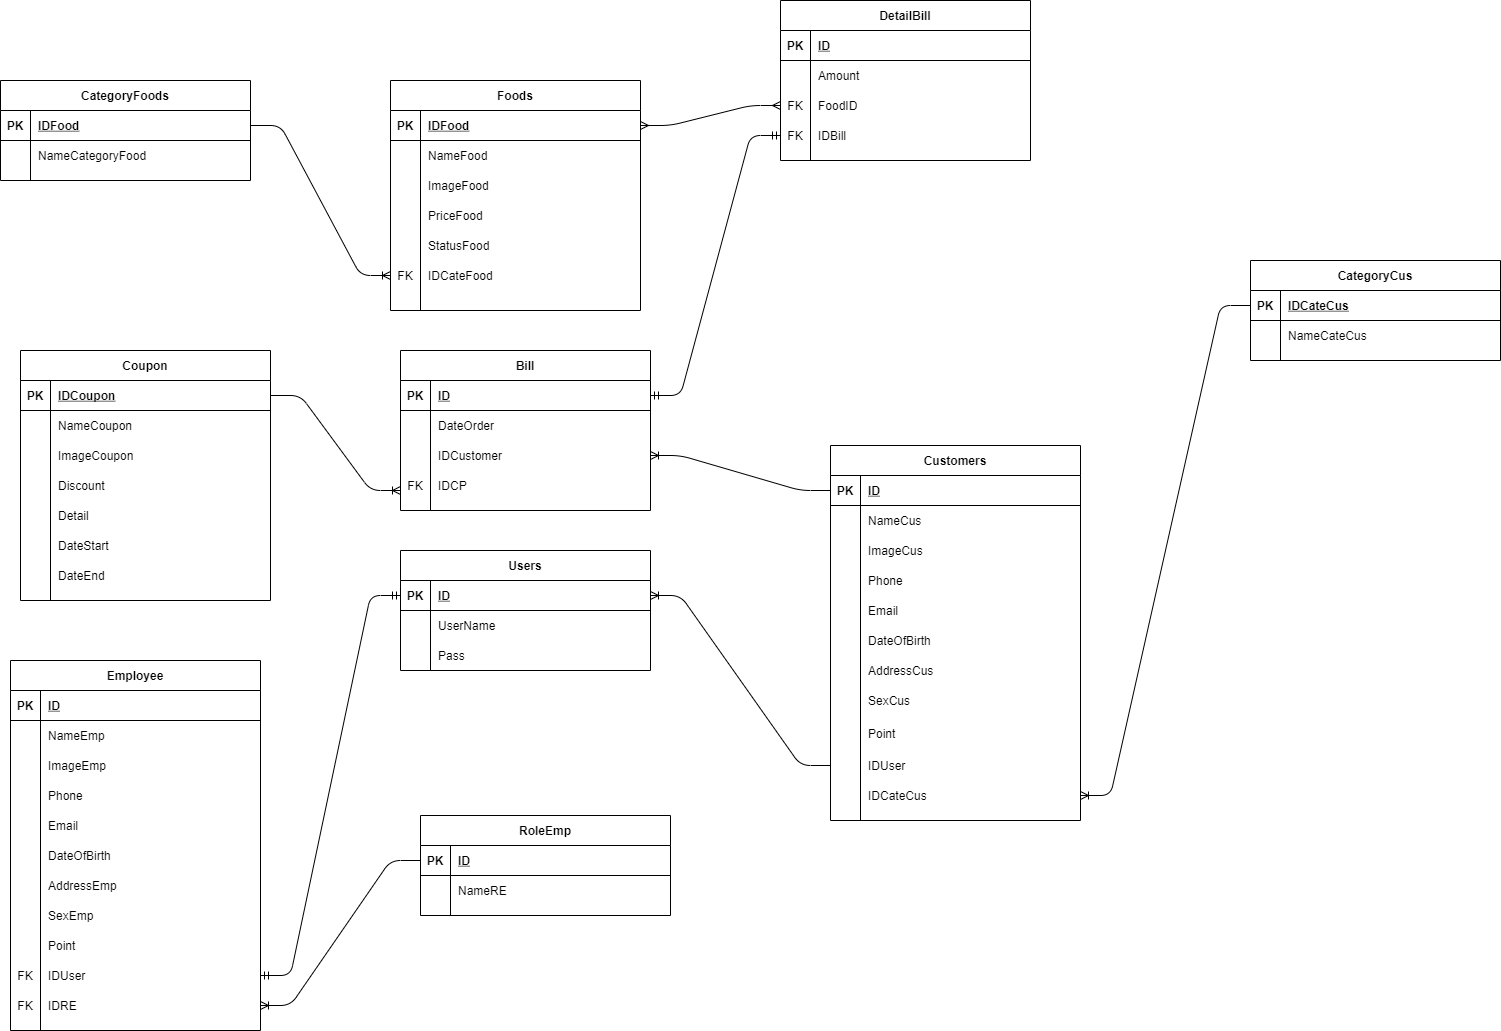 DetailBill
PK ID
Amount
FK FoodID
FK IDBill
CategoryFoods
PK IDFood
NameCategoryFood
Foods
PK IDFood
NameFood
ImageFood
PriceFood
StatusFood
FK IDCateFood
CategoryCus
PK IDCateCus
NameCateCus
Coupon
PK IDCoupon
NameCoupon
ImageCoupon
Discount
Detail
DateStart
DateEnd
Bill
PK ID
DateOrder
IDCustomer
FK IDCP
Customers
PK ID
NameCus
ImageCus
Phone
Email
DateOfBirth
AddressCus
SexCus
Point
IDUser
IDCateCus
Users
PK ID
UserName
Pass
Employee
PK ID
NameEmp
ImageEmp
Phone
Email
DateOfBirth
AddressEmp
SexEmp
Point
FK IDUser
FK IDRE
RoleEmp
PK ID
NameRE